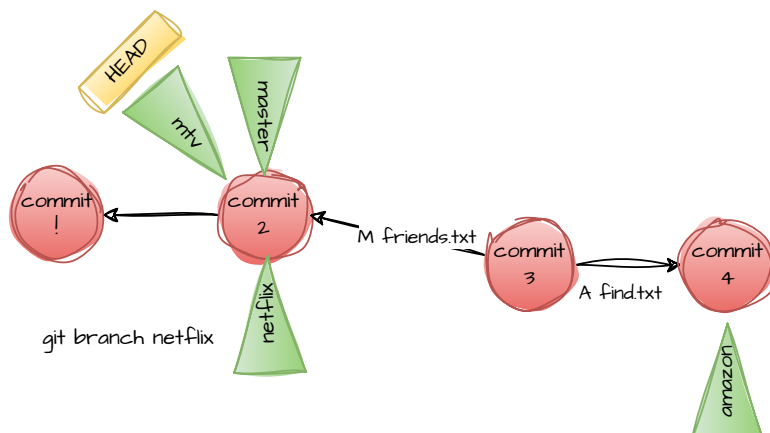 HEAD
mtv
master
commit
!
commit
2
M friends.txt
commit
3
A find.txt
commit
4
netflix
git branch netflix
amazon